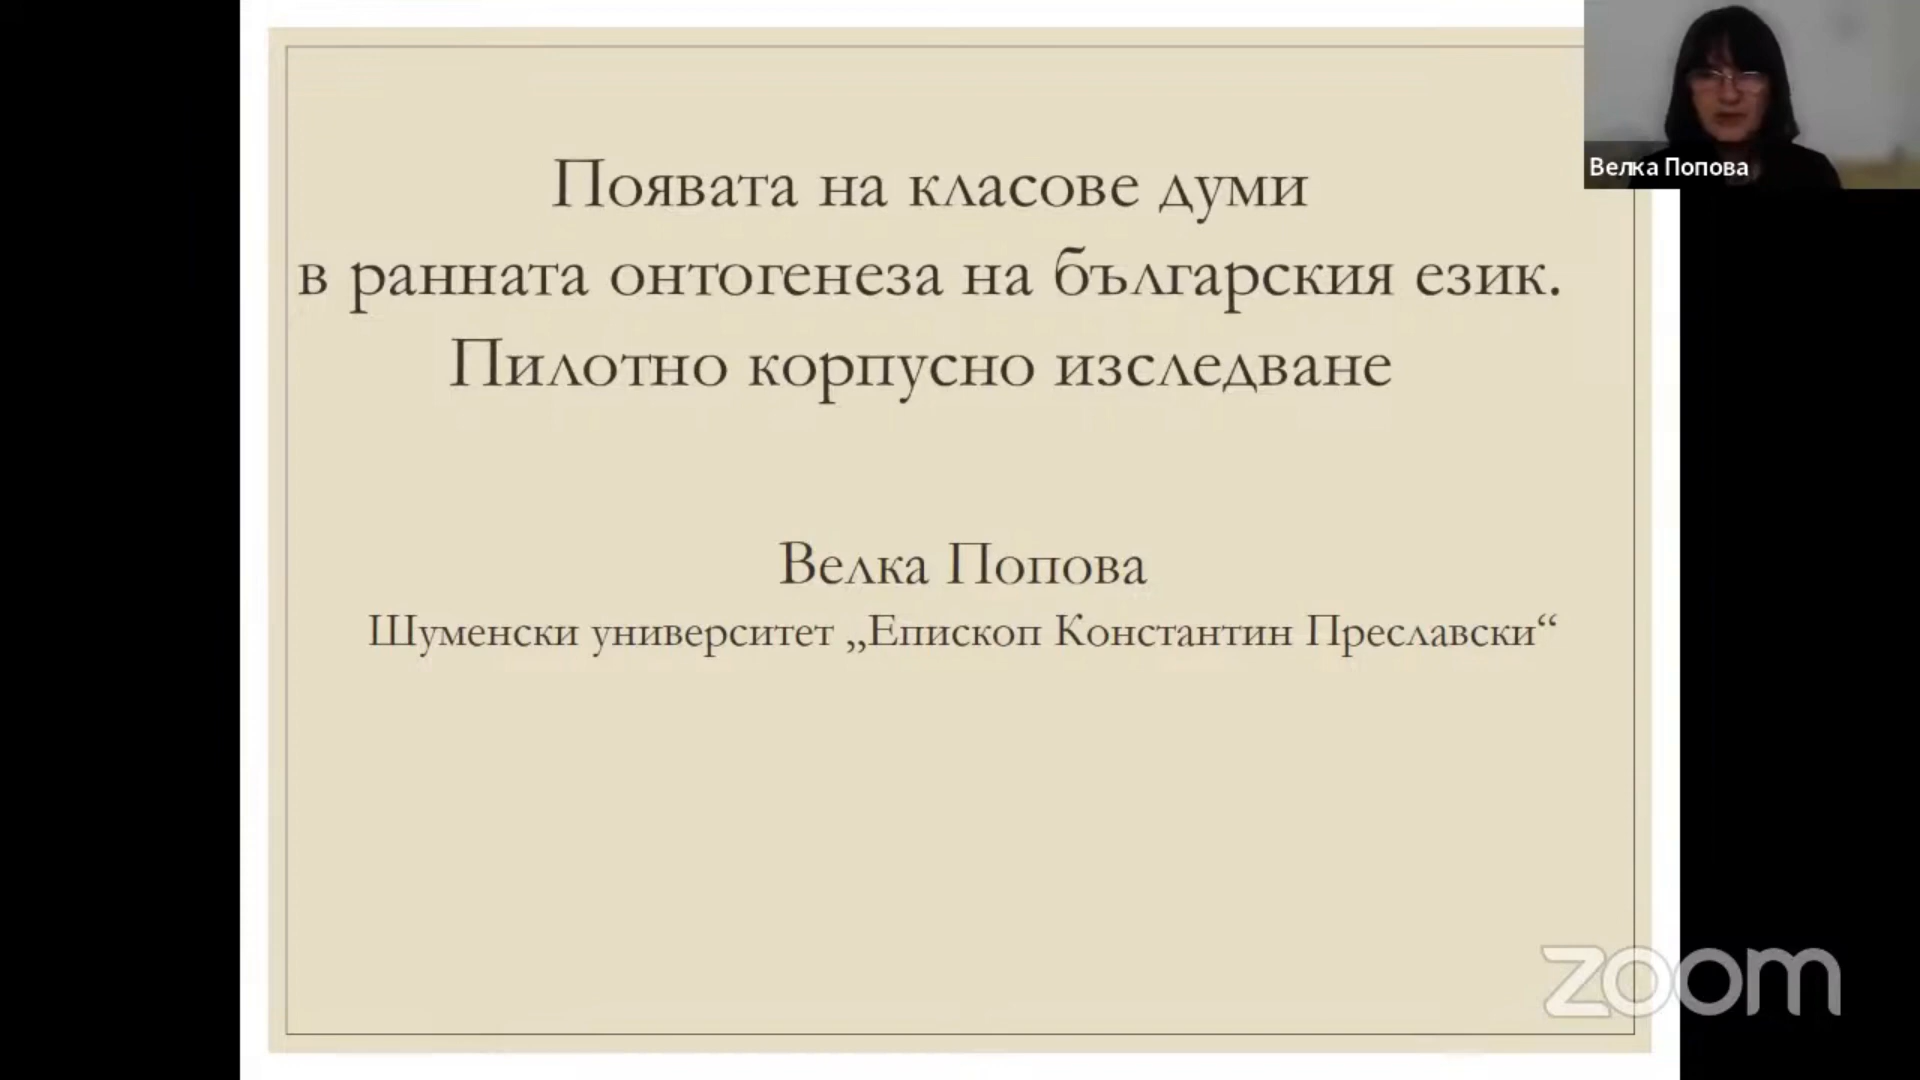 Появата на класове думи
в ранната онтогенеза на българския език.
Пилотно корпусно изследване
Велка Попова
Шуменски университет „Епископ Константин Преславски“
Велка Попова
zoom